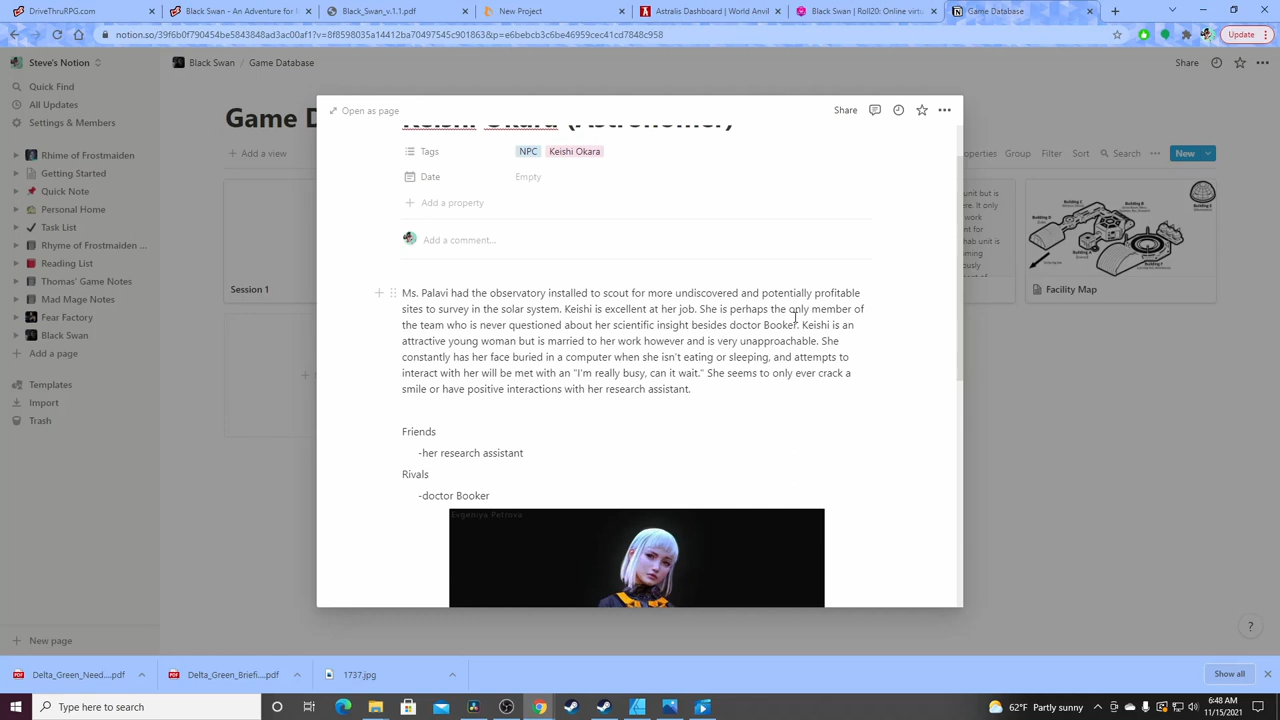 DriveThruRPG.com
Black Swan - An Adventure for
Black_Swan_v.1.1.pdf
New Project
Astralis Dashboard | World Anvil
Black Swan | Roll20: Online virtu
Game Database
notion.so/39f6b0f790454be5843848ad3ac00af1?v=8f8598035a14412ba70497545c901863&p=e6bebcb3c6be46959cec41cd7848c958
Update
Steve's Notion
Black Swan / Game Database
Share
Quick Find
All Updates
Settings & Members
Rhime of Frostmaiden
Getting Started
Quick Note
Personal Home
Task List
Rhyme of Frostmaiden ...
Reading List
Thomas' Game Notes
Mad Mage Notes
Fear Factory
Black Swan
Add a page
Templates
Import
Trash
New page
Game D
Add a view
operties Group Filter Sort Search New
Session 1
Facility Map
Open as page
Share
Keishi Okara (Astronomer)
Tags NPC Keishi Okara
Date Empty
Add a property
Add a comment...
Ms. Palavi had the observatory installed to scout for more undiscovered and potentially profitable
sites to survey in the solar system. Keishi is excellent at her job. She is perhaps the only member of
the team who is never questioned about her scientific insight besides doctor Booker. Keishi is an
attractive young woman but is married to her work however and is very unapproachable. She
constantly has her face buried in a computer when she isn't eating or sleeping, and attempts to
interact with her will be met with an "I'm really busy, can it wait." She seems to only ever crack a
smile or have positive interactions with her research assistant.
Friends
-her research assistant
Rivals
-doctor Booker
Eugeniya Petrova
?
Delta_Green_Need....pdf
Delta_Green_Briefi....pdf
1737.jpg
Show all
Type here to search
62°F Partly sunny
6:48 AM
11/15/2021